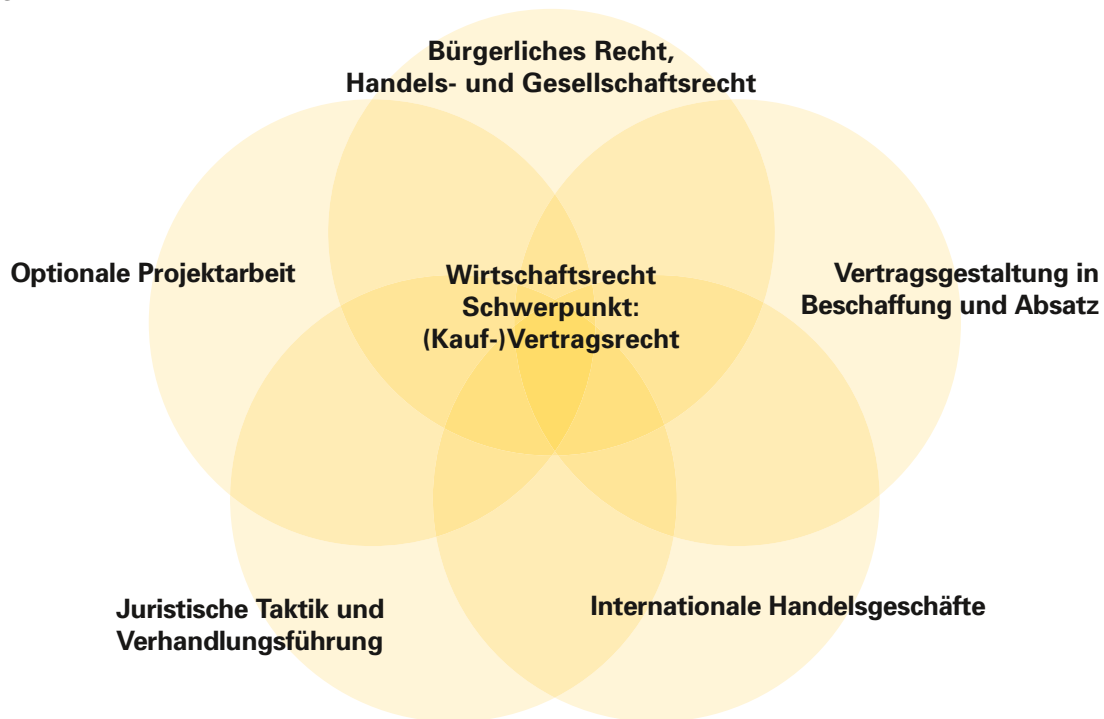 Bürgerliches Recht,
Handels- und Gesellschaftsrecht
Optionale Projektarbeit
Wirtschaftsrecht
Schwerpunkt:
(Kauf-)Vertragsrecht
Vertragsgestaltung in
Beschaffung und Absatz
Juristische Taktik und
Verhandlungsführung
Internationale Handelsgeschäfte